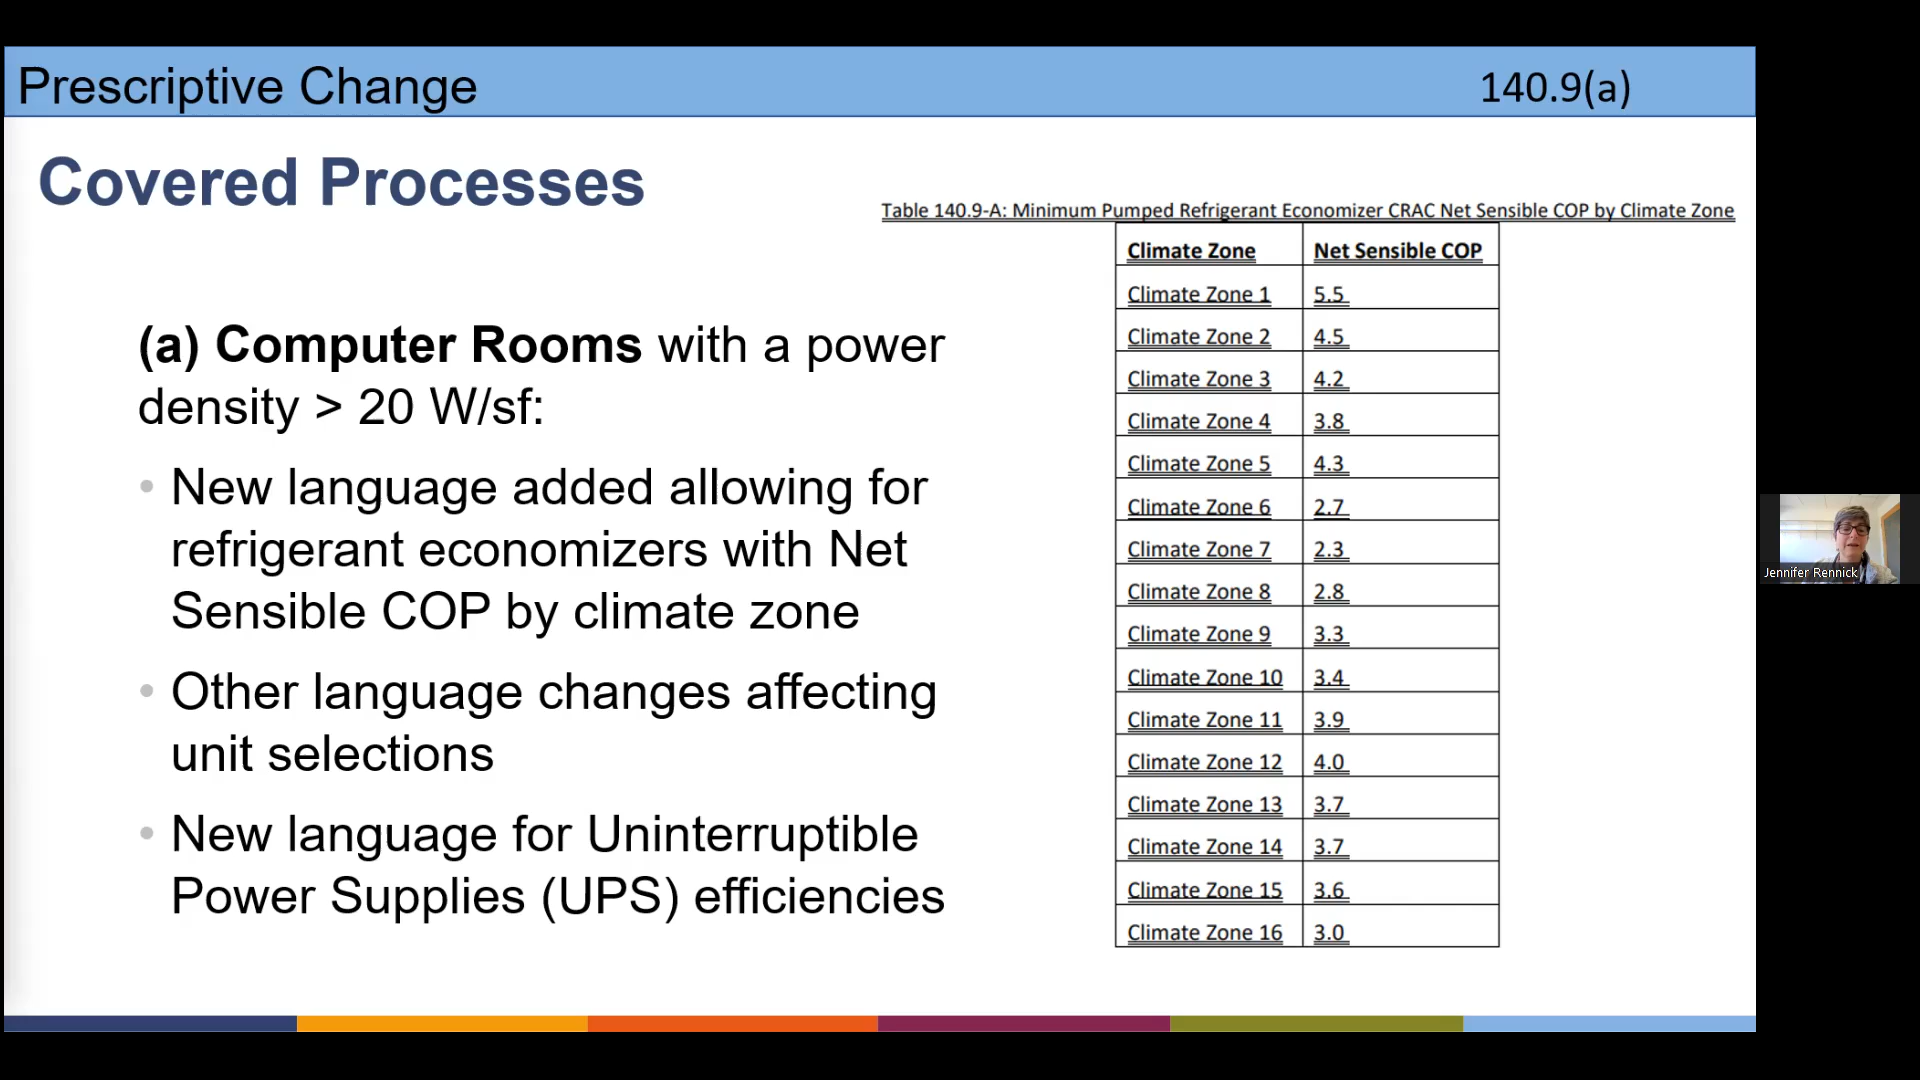 Prescriptive Change 140.9(a)
Covered Processes
(a) Computer Rooms with a power
density > 20 W/sf:
• New language added allowing for
refrigerant economizers with Net
Sensible COP by climate zone
• Other language changes affecting
unit selections
• New language for Uninterruptible
Power Supplies (UPS) efficiencies
Table 140.9-A: Minimum Pumped Refrigerant Economizer CRAC Net Sensible COP by Climate Zone
Climate Zone Net Sensible COP
Climate Zone 1 5.5
Climate Zone 2 4.5
Climate Zone 3 4.2
Climate Zone 4 3.8
Climate Zone 5 4.3
Climate Zone 6 2.7
Climate Zone 7 2.3
Climate Zone 8 2.8
Climate Zone 9 3.3
Climate Zone 10 3.4
Climate Zone 11 3.9
Climate Zone 12 4.0
Climate Zone 13 3.7
Climate Zone 14 3.7
Climate Zone 15 3.6
Climate Zone 16 3.0
Jennifer Rennick